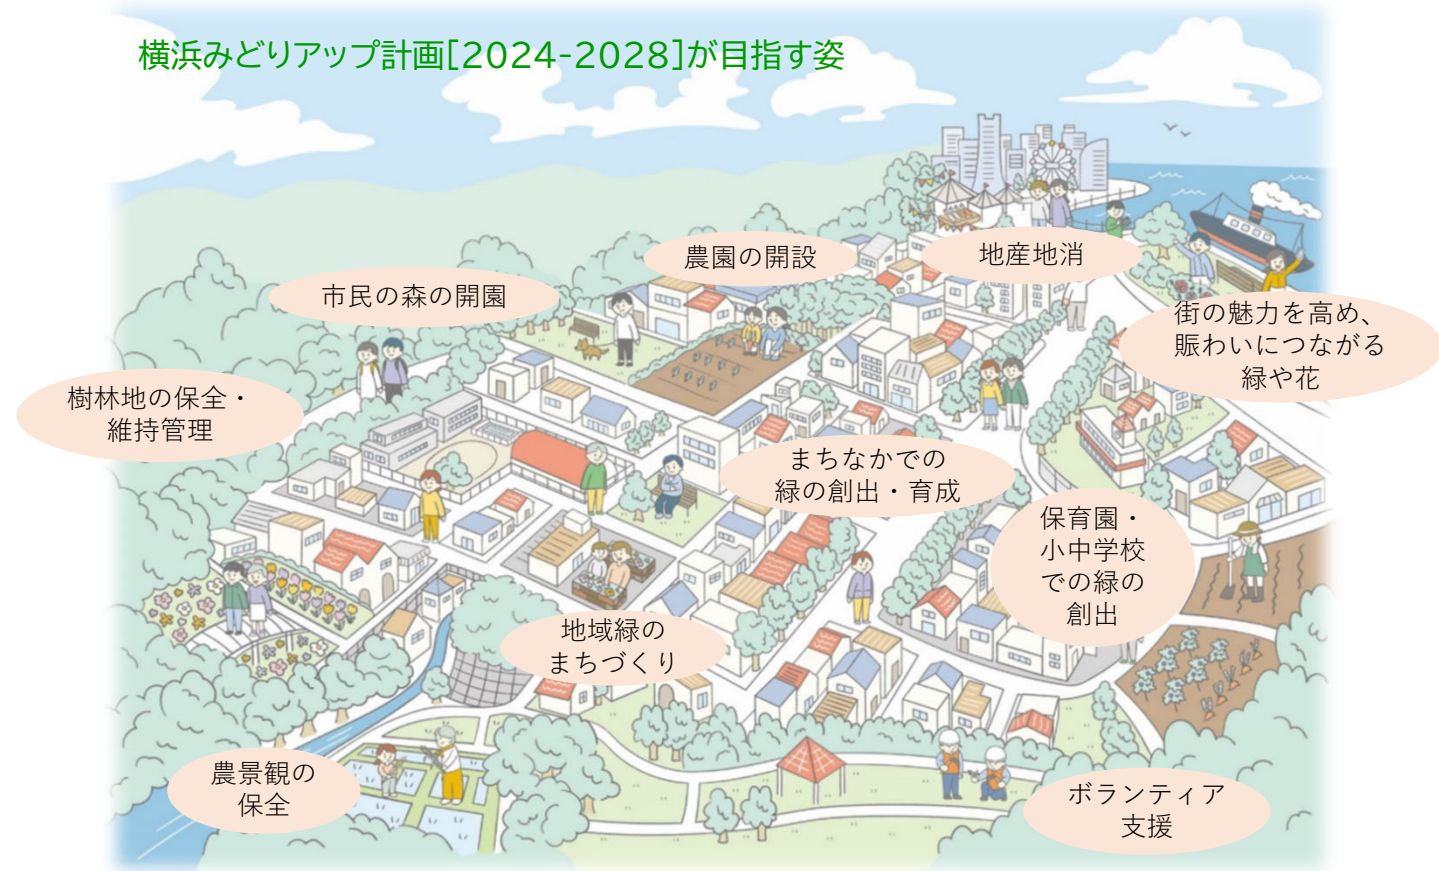 横浜みどりアップ計画[2024-2028]が目指す姿
農園の開設
地産地消
市民の森の開園
街の魅力を高め、
賑わいにつながる
緑や花
樹林地の保全・
維持管理
まちなかでの
緑の創出・育成
保育園・
小中学校
での緑の
創出
地域緑の
まちづくり
農景観の
保全
ボランティア
支援